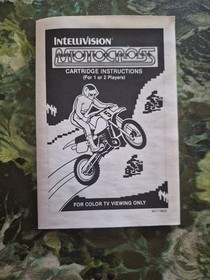 INTELLIVISION
MOTOCROSS
CARTRIDGE INSTRUCTIONS
(For 1 or 2 Players)
FOR COLOR TV VIEWING ONLY